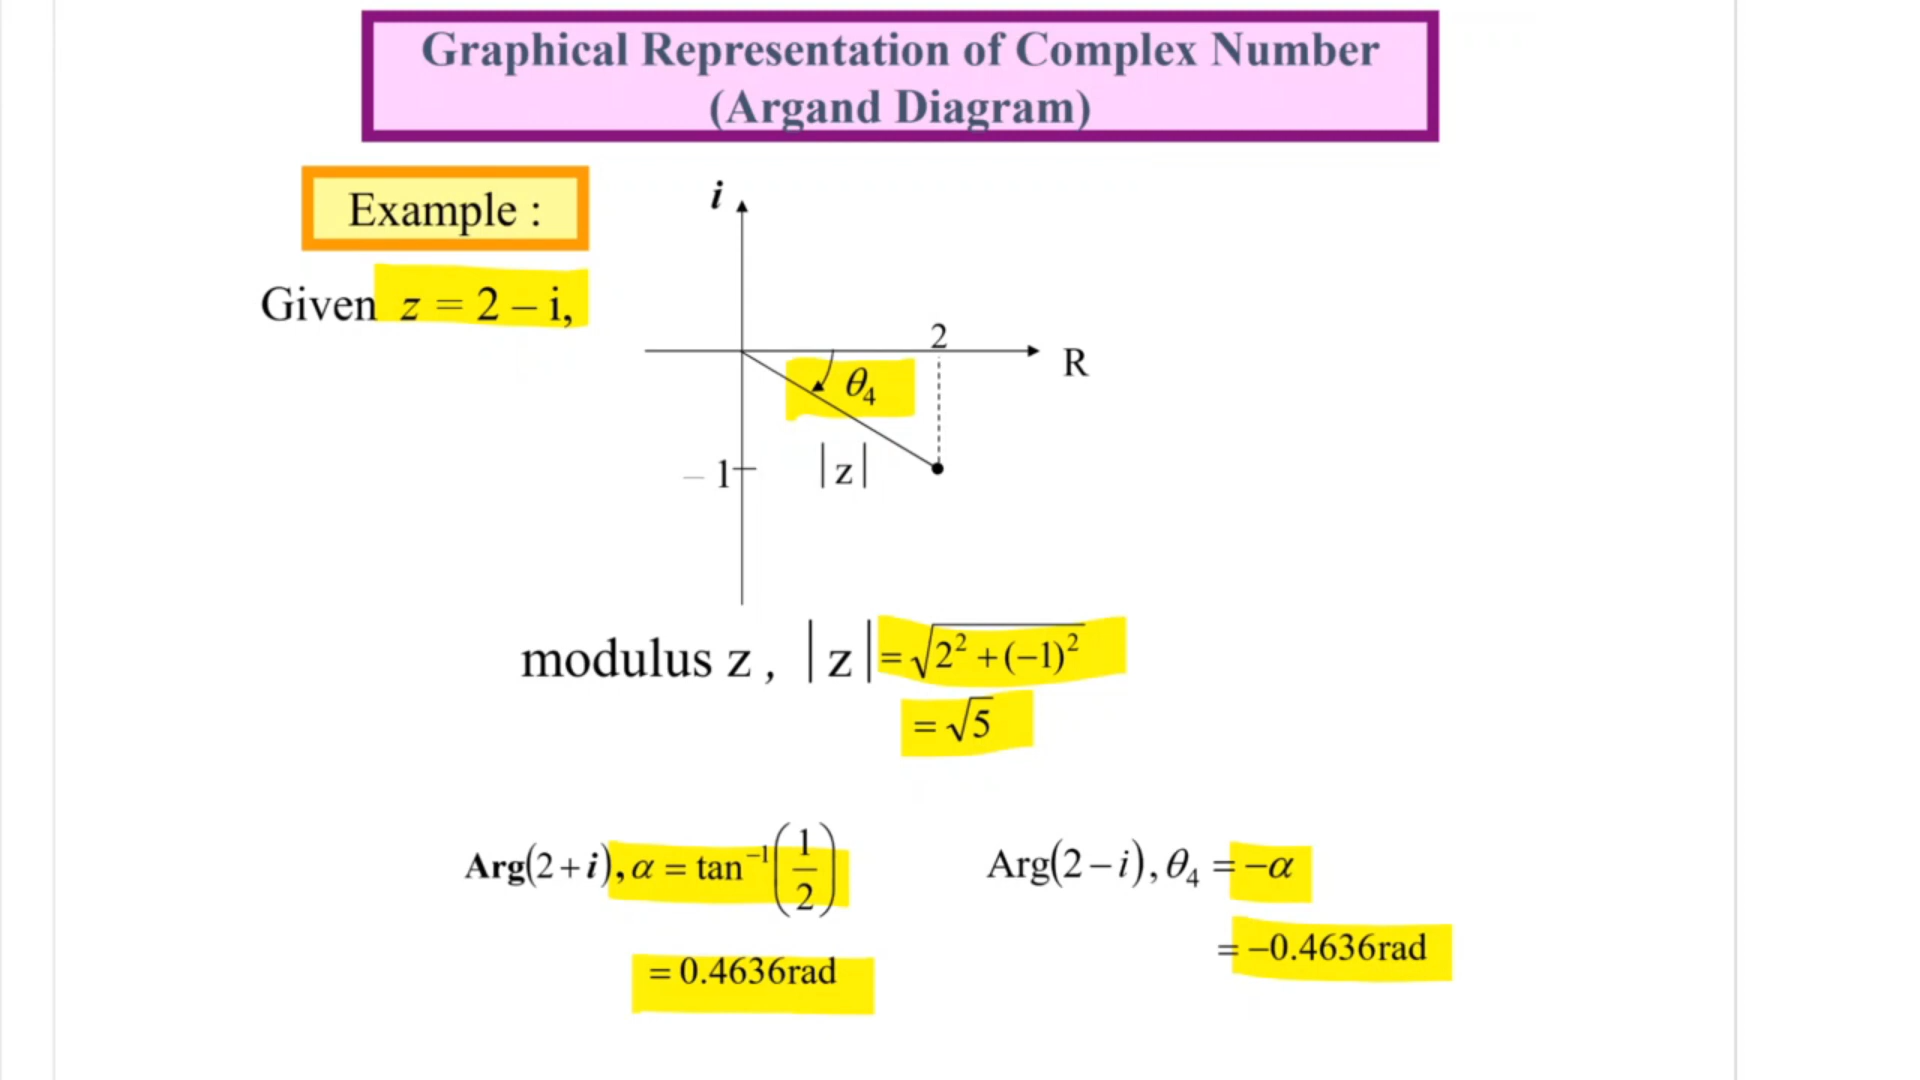 Graphical Representation of Complex Number
(Argand Diagram)
Example :
Given z = 2 – i,
i
2
R
θ₄
– 1
|z|
modulus z , |z| = √(2² + (–1)²)
= √5
Arg(2 + i), α = tan⁻¹(1/2)
= 0.4636rad
Arg(2 – i), θ₄ = –α
= –0.4636rad